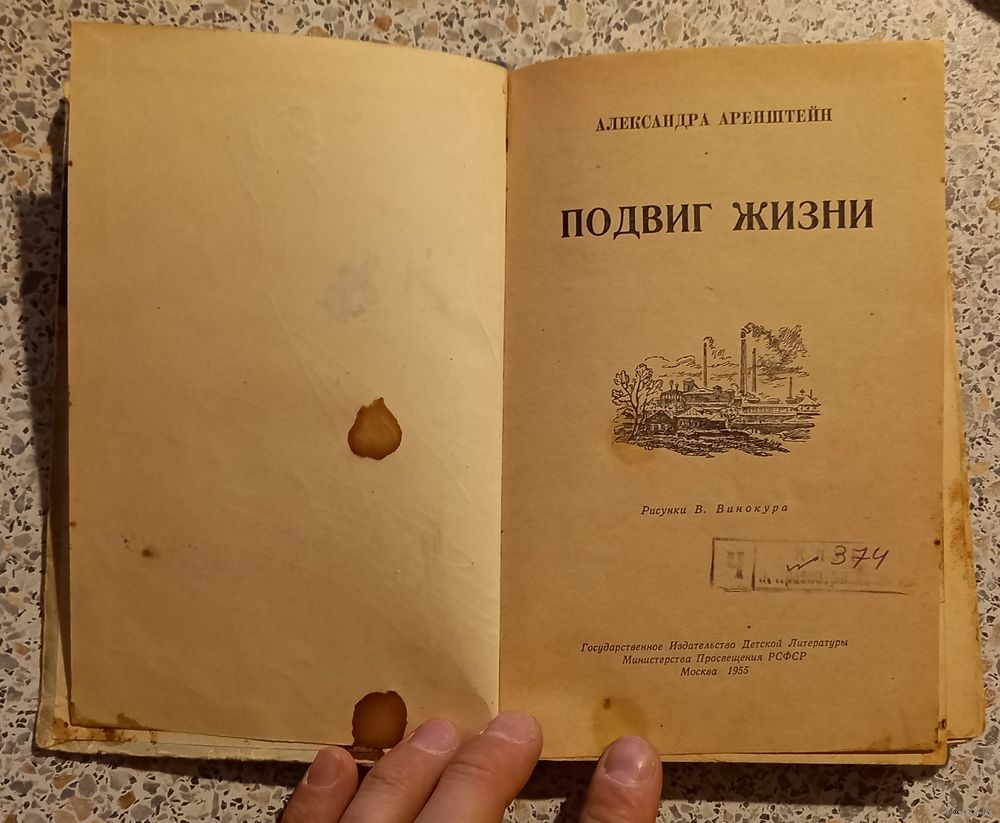 АЛЕКСАНДРА АРЕНШТЕЙН
ПОДВИГ ЖИЗНИ
Рисунки В. Винокура
Ч
374
Государственное Издательство Детской Литературы
Министерства Просвещения РСФСР
Москва 1955